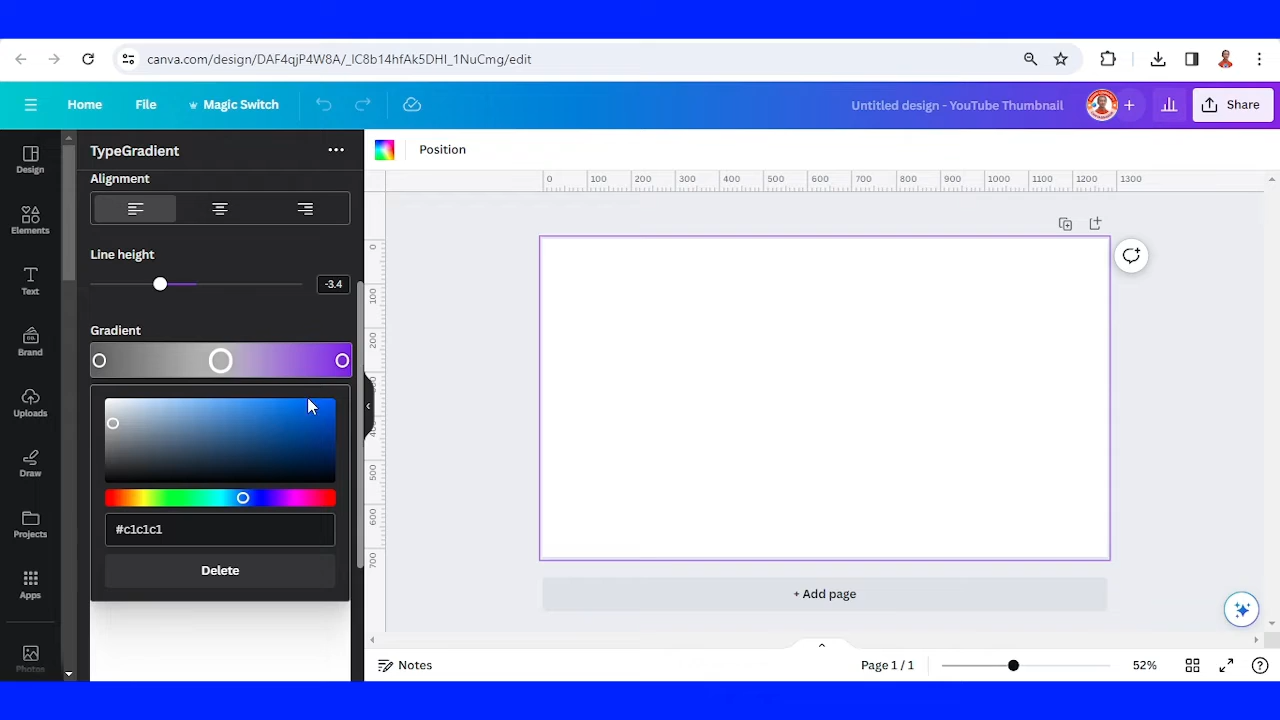 canva.com/design/DAF4qjP4W8A/_IC8b14hfAk5DHI_1NuCmg/edit
Home
File
Magic Switch
Untitled design - YouTube Thumbnail
Share
Design
Elements
Text
Brand
Uploads
Draw
Projects
Apps
Photos
TypeGradient
Alignment
Line height
-3.4
Gradient
#c1c1c1
Delete
Position
0 100 200 300 400 500 600 700 800 900 1000 1100 1200 1300
0
100
200
500
600
700
+ Add page
Notes
Page 1 / 1
52%